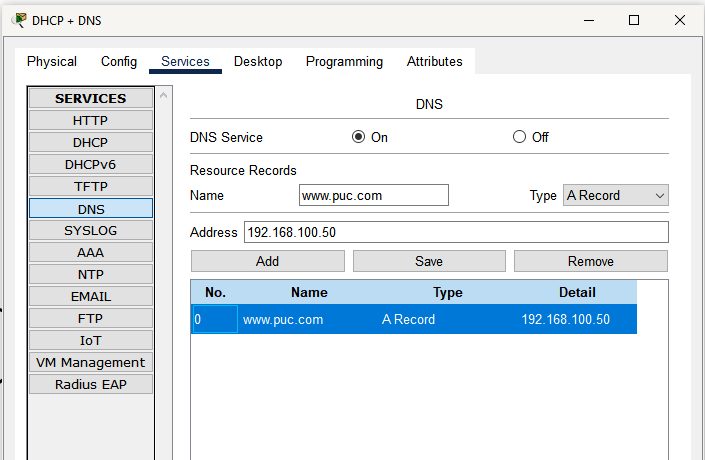 DHCP + DNS
Physical Config Services Desktop Programming Attributes
SERVICES
HTTP
DHCP
DHCPv6
TFTP
DNS
SYSLOG
AAA
NTP
EMAIL
FTP
IoT
VM Management
Radius EAP
DNS
DNS Service On Off
Resource Records
Name www.puc.com Type A Record
Address 192.168.100.50
Add Save Remove
No. Name Type Detail
0 www.puc.com A Record 192.168.100.50